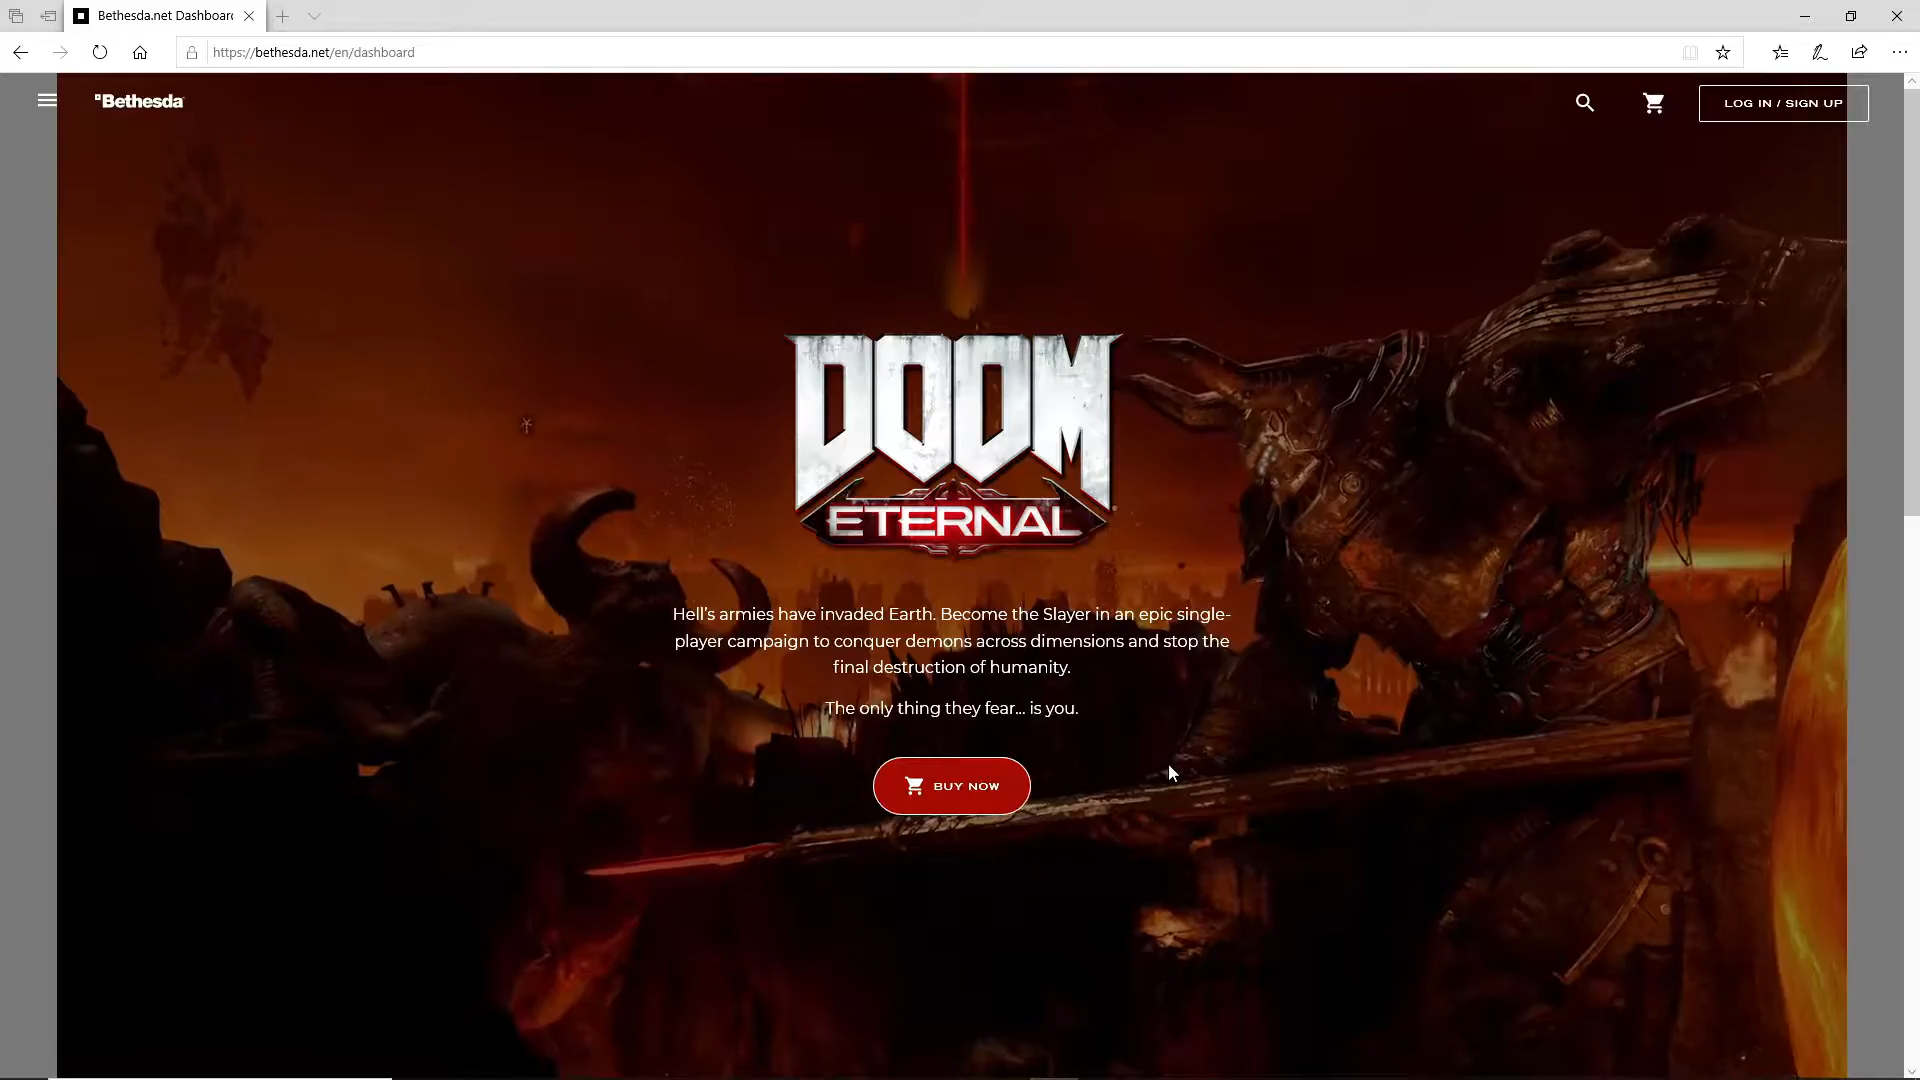 Bethesda.net Dashboard
https://bethesda.net/en/dashboard
Bethesda
LOG IN / SIGN UP
DOOM
ETERNAL
Hell's armies have invaded Earth. Become the Slayer in an epic single-
player campaign to conquer demons across dimensions and stop the
final destruction of humanity.
The only thing they fear... is you.
BUY NOW